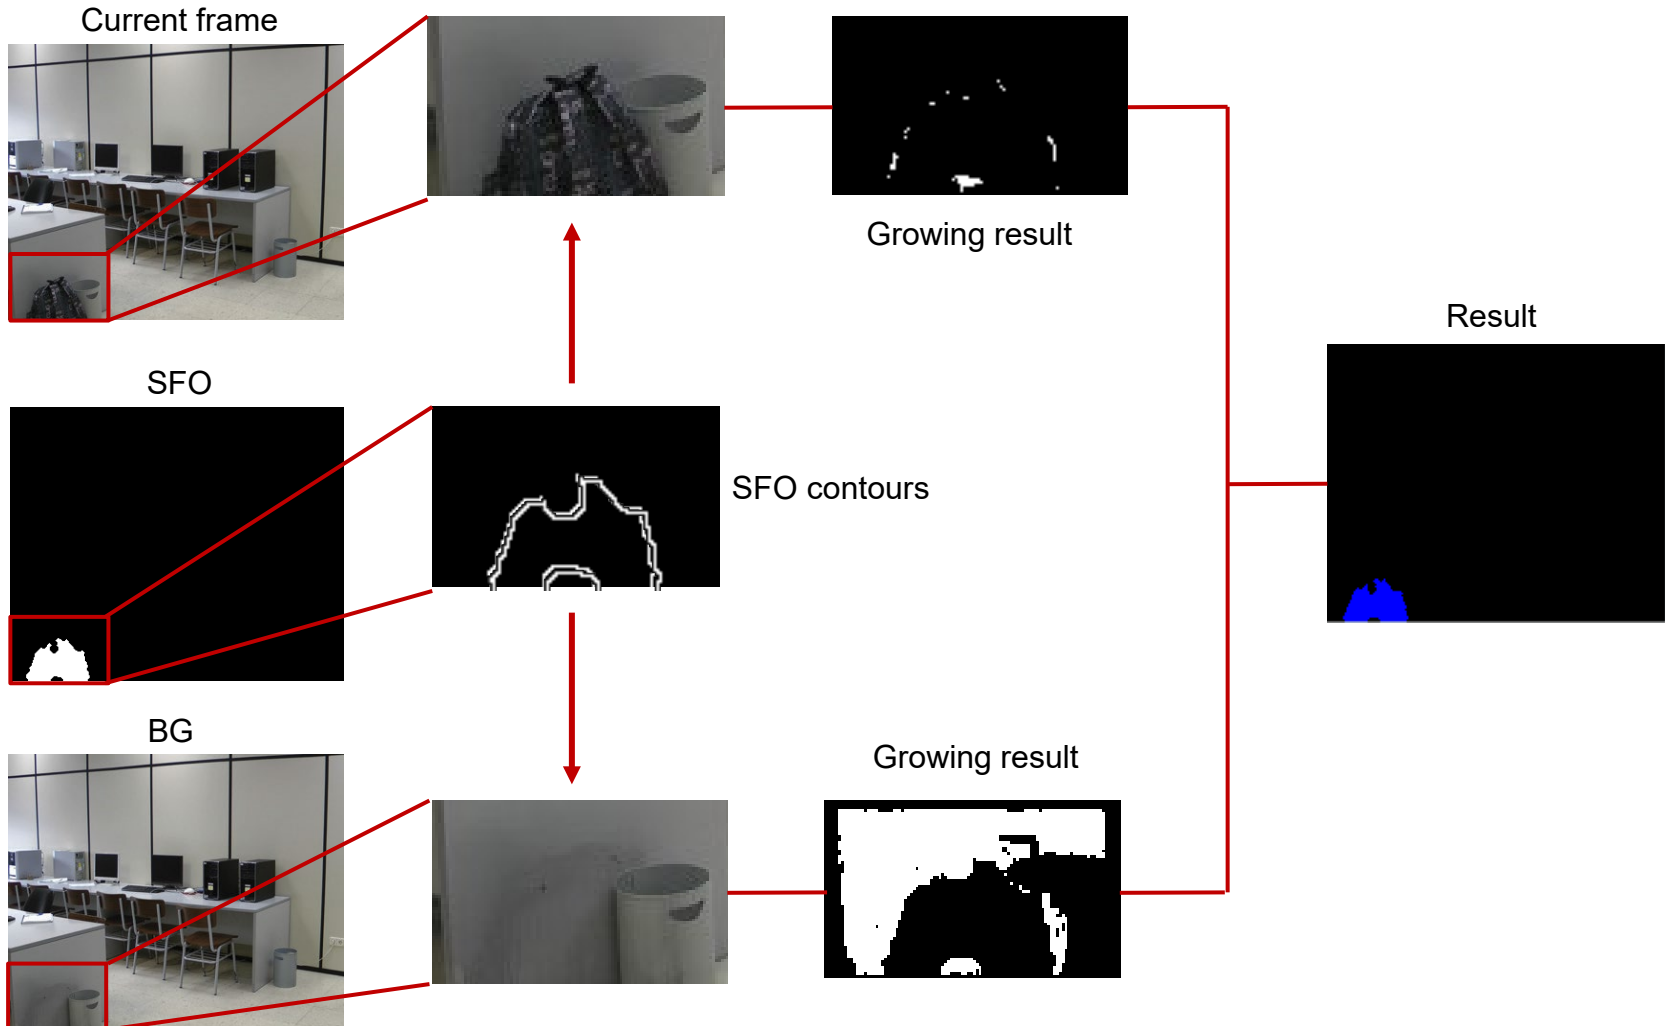 Current frame
Growing result
Result
SFO
SFO contours
BG
Growing result